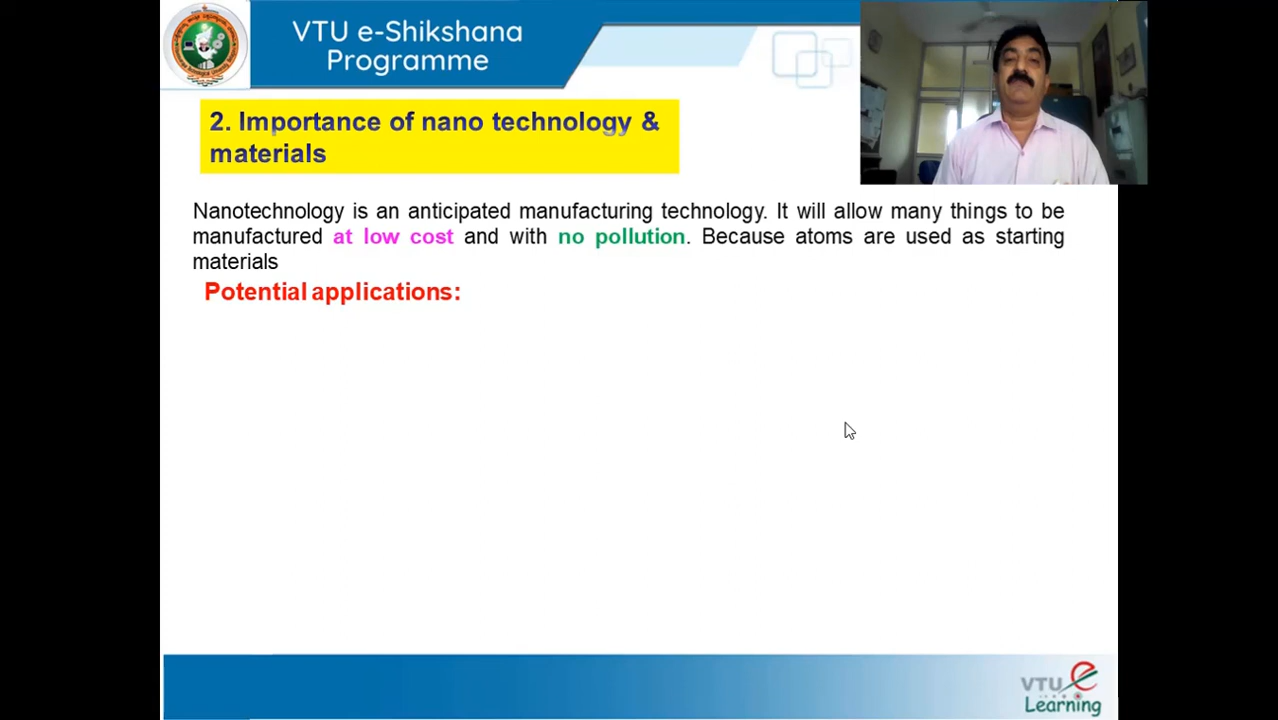 VTU e-Shikshana
Programme
2. Importance of nano technology &
materials
Nanotechnology is an anticipated manufacturing technology. It will allow many things to be
manufactured at low cost and with no pollution. Because atoms are used as starting
materials
Potential applications:
VTU e
Learning